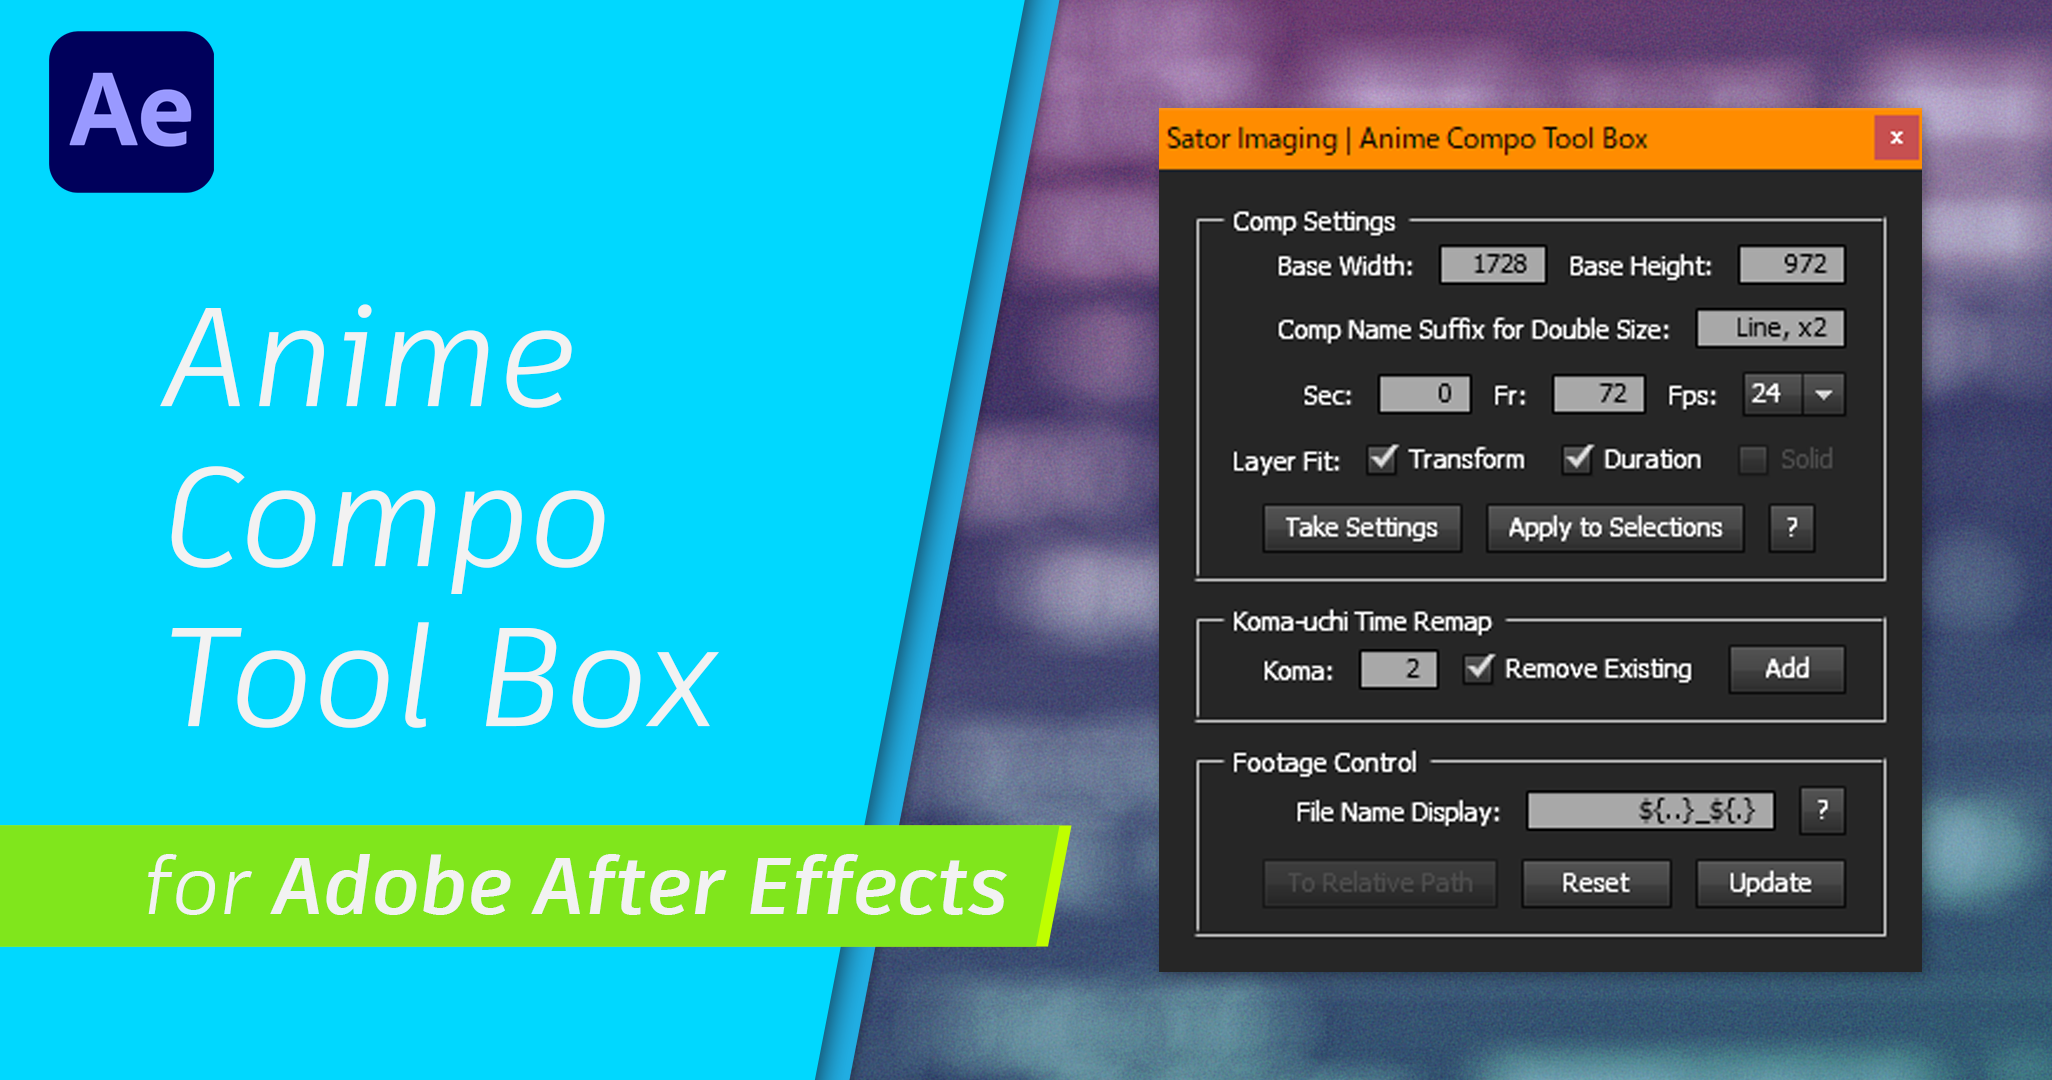 Ae
Anime
Compo
Tool Box
for Adobe After Effects
Sator Imaging | Anime Compo Tool Box x
Comp Settings
Base Width: 1728 Base Height: 972
Comp Name Suffix for Double Size: Line, x2
Sec: 0 Fr: 72 Fps: 24
Layer Fit: Transform Duration Solid
Take Settings Apply to Selections ?
Koma-uchi Time Remap
Koma: 2 Remove Existing Add
Footage Control
File Name Display: ${..}_${.} ?
To Relative Path Reset Update